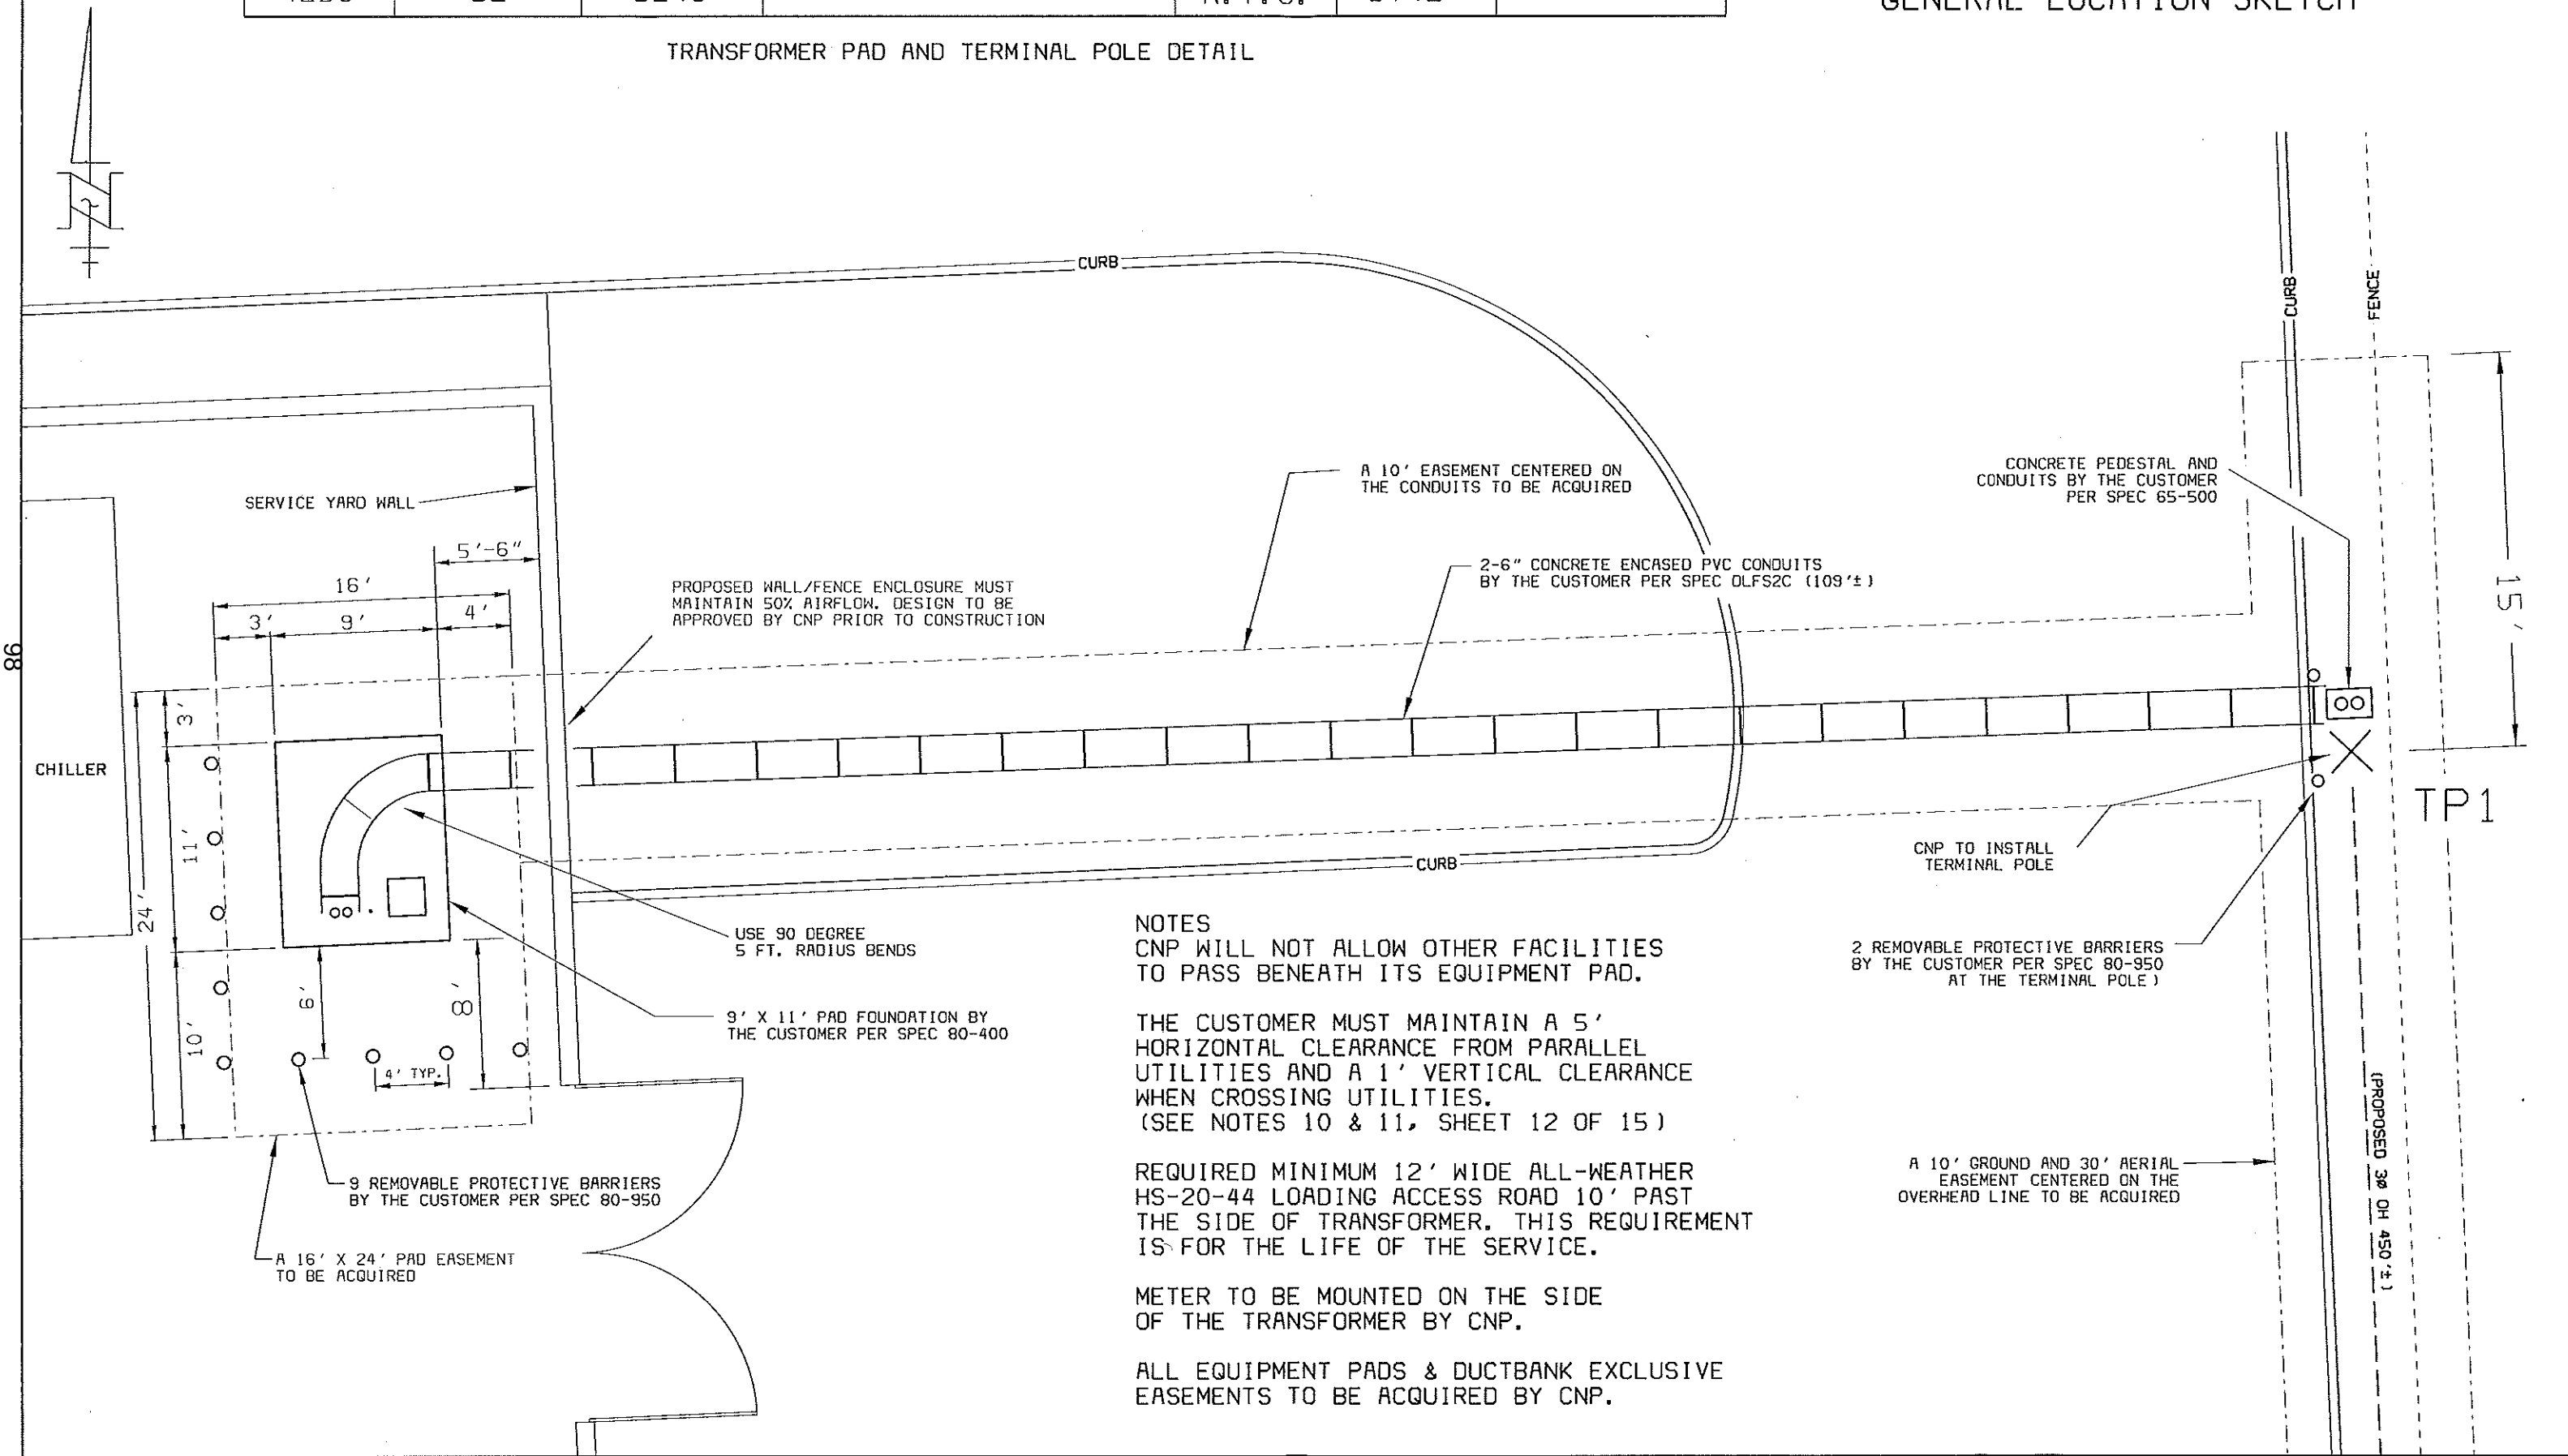 TRANSFORMER PAD AND TERMINAL POLE DETAIL
GENERAL LOCATION SKETCH
N
CURB
CURB
FENCE
15'
A 10' EASEMENT CENTERED ON
THE CONDUITS TO BE ACQUIRED
CONCRETE PEDESTAL AND
CONDUITS BY THE CUSTOMER
PER SPEC 65-500
SERVICE YARD WALL
5'-6"
16'
3'
9'
4'
PROPOSED WALL/FENCE ENCLOSURE MUST
MAINTAIN 50% AIRFLOW. DESIGN TO BE
APPROVED BY CNP PRIOR TO CONSTRUCTION
2-6" CONCRETE ENCASED PVC CONDUITS
BY THE CUSTOMER PER SPEC DLFS2C (109'±)
86
3'
CHILLER
11'
24'
10'
6'
8'
4' TYP.
TP1
CURB
CNP TO INSTALL
TERMINAL POLE
USE 90 DEGREE
5 FT. RADIUS BENDS
9' X 11' PAD FOUNDATION BY
THE CUSTOMER PER SPEC 80-400
2 REMOVABLE PROTECTIVE BARRIERS
BY THE CUSTOMER PER SPEC 80-950
AT THE TERMINAL POLE)
NOTES
CNP WILL NOT ALLOW OTHER FACILITIES
TO PASS BENEATH ITS EQUIPMENT PAD.
THE CUSTOMER MUST MAINTAIN A 5'
HORIZONTAL CLEARANCE FROM PARALLEL
UTILITIES AND A 1' VERTICAL CLEARANCE
WHEN CROSSING UTILITIES.
(SEE NOTES 10 & 11, SHEET 12 OF 15)
REQUIRED MINIMUM 12' WIDE ALL-WEATHER
HS-20-44 LOADING ACCESS ROAD 10' PAST
THE SIDE OF TRANSFORMER. THIS REQUIREMENT
IS FOR THE LIFE OF THE SERVICE.
METER TO BE MOUNTED ON THE SIDE
OF THE TRANSFORMER BY CNP.
ALL EQUIPMENT PADS & DUCTBANK EXCLUSIVE
EASEMENTS TO BE ACQUIRED BY CNP.
9 REMOVABLE PROTECTIVE BARRIERS
BY THE CUSTOMER PER SPEC 80-950
A 16' X 24' PAD EASEMENT
TO BE ACQUIRED
A 10' GROUND AND 30' AERIAL
EASEMENT CENTERED ON THE
OVERHEAD LINE TO BE ACQUIRED
(PROPOSED 3Ø OH 450'±)